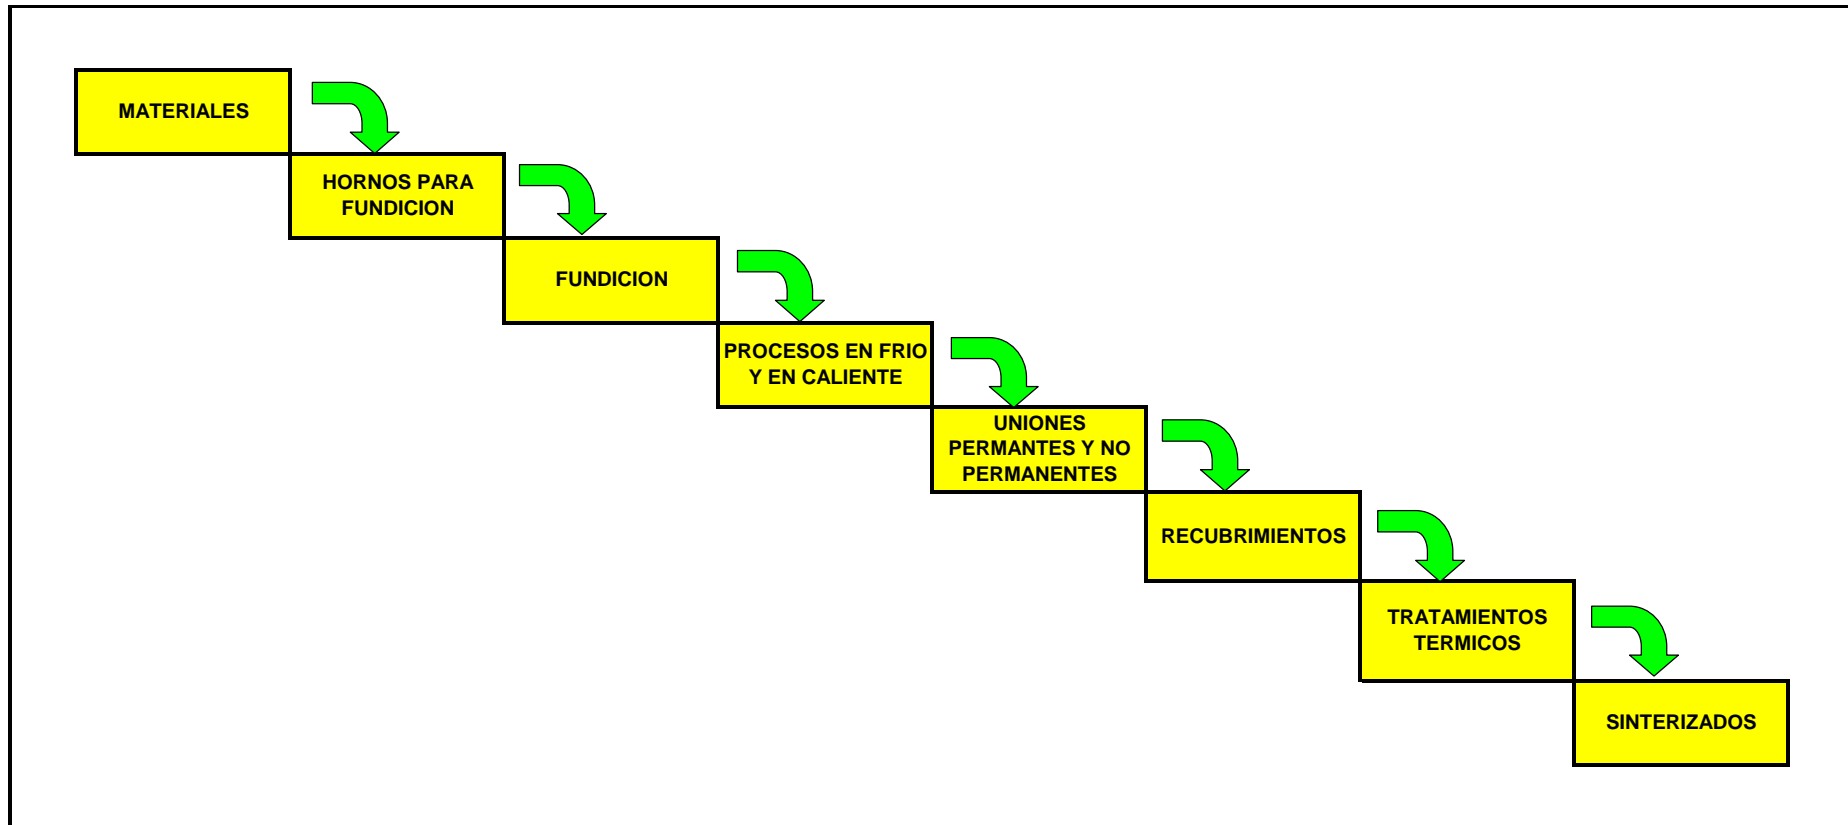 MATERIALES
HORNOS PARA
FUNDICION
FUNDICION
PROCESOS EN FRIO
Y EN CALIENTE
UNIONES
PERMANTES Y NO
PERMANENTES
RECUBRIMIENTOS
TRATAMIENTOS
TERMICOS
SINTERIZADOS